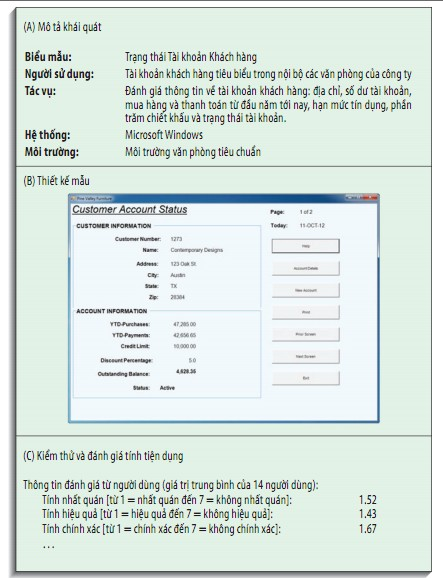 (A) Mô tả khái quát
Biểu mẫu: Trạng thái Tài khoản Khách hàng
Người sử dụng: Tài khoản khách hàng tiêu biểu trong nội bộ các văn phòng của công ty
Tác vụ: Đánh giá thông tin về tài khoản khách hàng: địa chỉ, số dư tài khoản,
mua hàng và thanh toán từ đầu năm tới nay, hạn mức tín dụng, phần
trăm chiết khấu và trạng thái tài khoản.
Hệ thống: Microsoft Windows
Môi trường: Môi trường văn phòng tiêu chuẩn
(B) Thiết kế mẫu
Pine Valley Furniture
Customer Account Status
Page: 1 of 2
CUSTOMER INFORMATION
Today: 11-OCT-12
Customer Number: 1273
Help
Name: Contemporary Designs
Address: 123 Oak St
Account Details
City: Austin
State: TX
New Account
Zip: 28384
ACCOUNT INFORMATION
Print
YTD-Purchases: 47,285.00
YTD-Payments: 42,656.65
Prior Screen
Credit Limit: 10,000.00
Discount Percentage: 5.0
Next Screen
Outstanding Balance: 4,628.35
Exit
Status: Active
(C) Kiểm thử và đánh giá tính tiện dụng
Thông tin đánh giá từ người dùng (giá trị trung bình của 14 người dùng):
Tính nhất quán [từ 1 = nhất quán đến 7 = không nhất quán]: 1.52
Tính hiệu quả [từ 1 = hiệu quả đến 7 = không hiệu quả]: 1.43
Tính chính xác [từ 1 = chính xác đến 7 = không chính xác]: 1.67
...